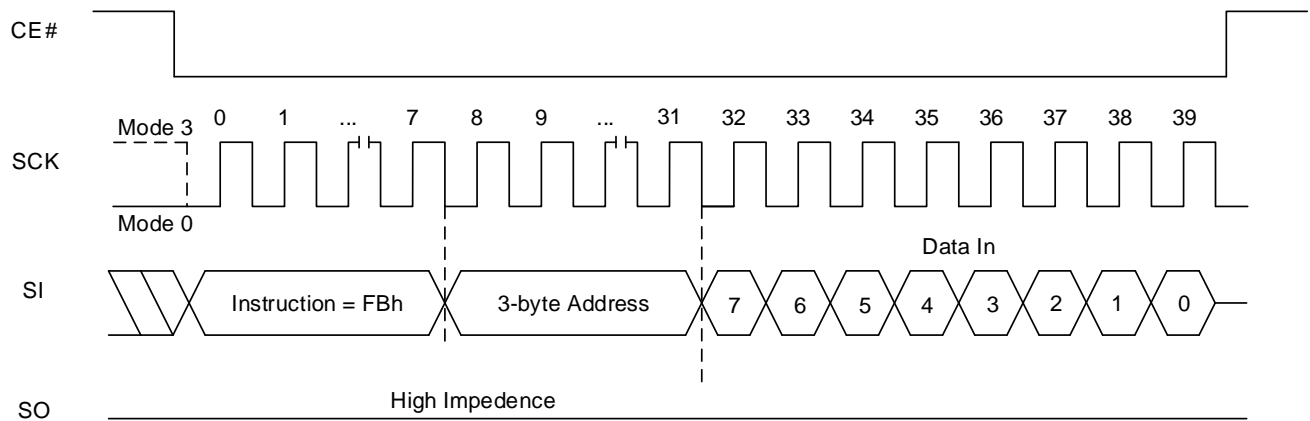 CE#
Mode 3
0 1 ... 7 8 9 ... 31 32 33 34 35 36 37 38 39
SCK
Mode 0
Data In
SI
Instruction = FBh
3-byte Address
7 6 5 4 3 2 1 0
High Impedence
SO